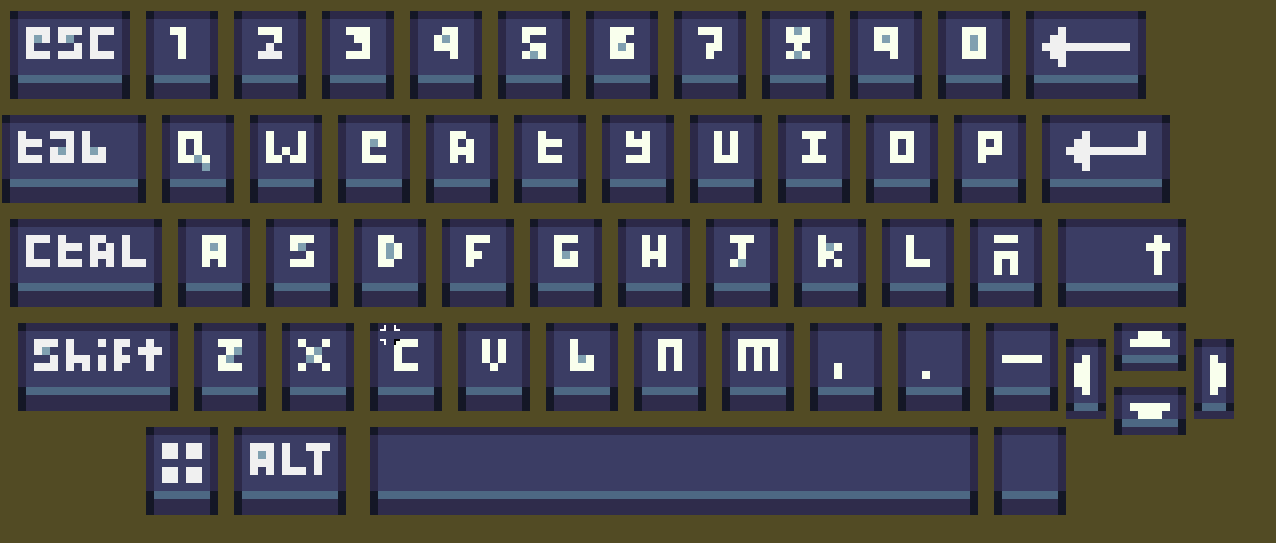 esc 1 2 3 4 5 6 7 8 9 0
tab Q W e R t y U I O P
CtRL A S D F G H J k L ñ
Shift Z X C V b n m , . -
ALT